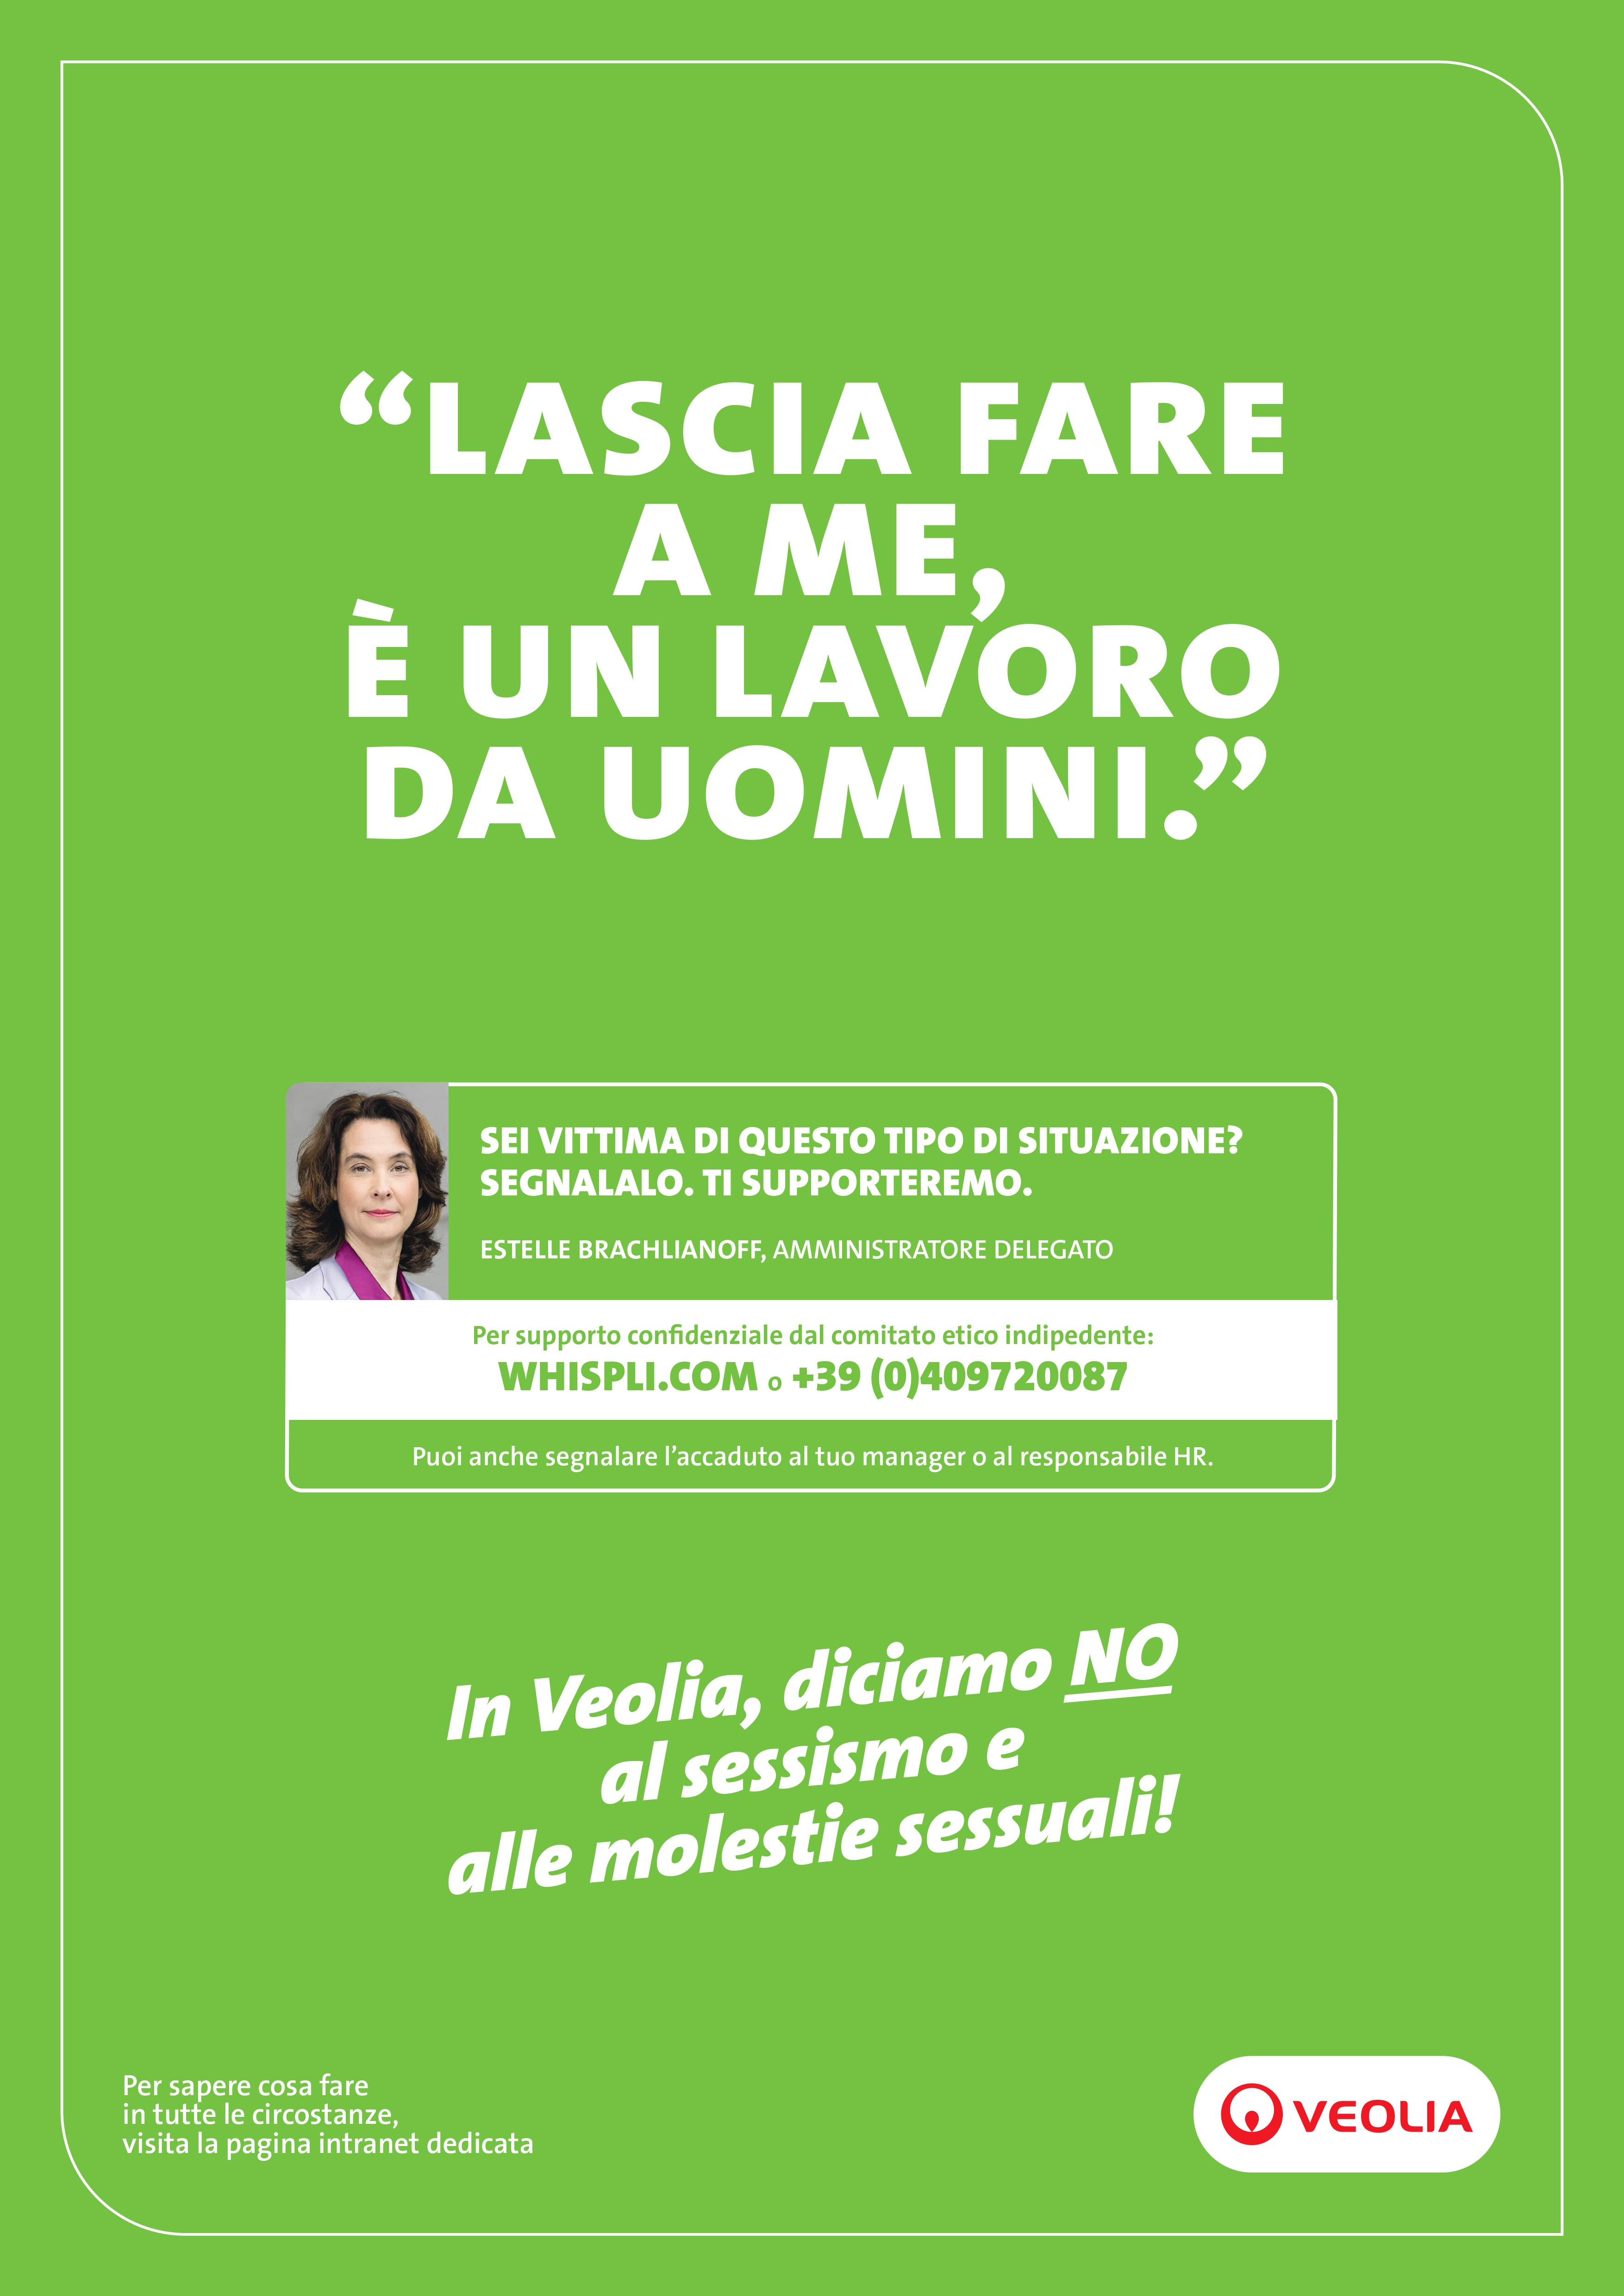 “LASCIA FARE
A ME,
È UN LAVORO
DA UOMINI.”
SEI VITTIMA DI QUESTO TIPO DI SITUAZIONE?
SEGNALALO. TI SUPPORTEREMO.
ESTELLE BRACHLIANOFF, AMMINISTRATORE DELEGATO
Per supporto confidenziale dal comitato etico indipedente:
WHISPLI.COM o +39 (0)409720087
Puoi anche segnalare l’accaduto al tuo manager o al responsabile HR.
In Veolia, diciamo NO
al sessismo e
alle molestie sessuali!
Per sapere cosa fare
in tutte le circostanze,
visita la pagina intranet dedicata
VEOLIA